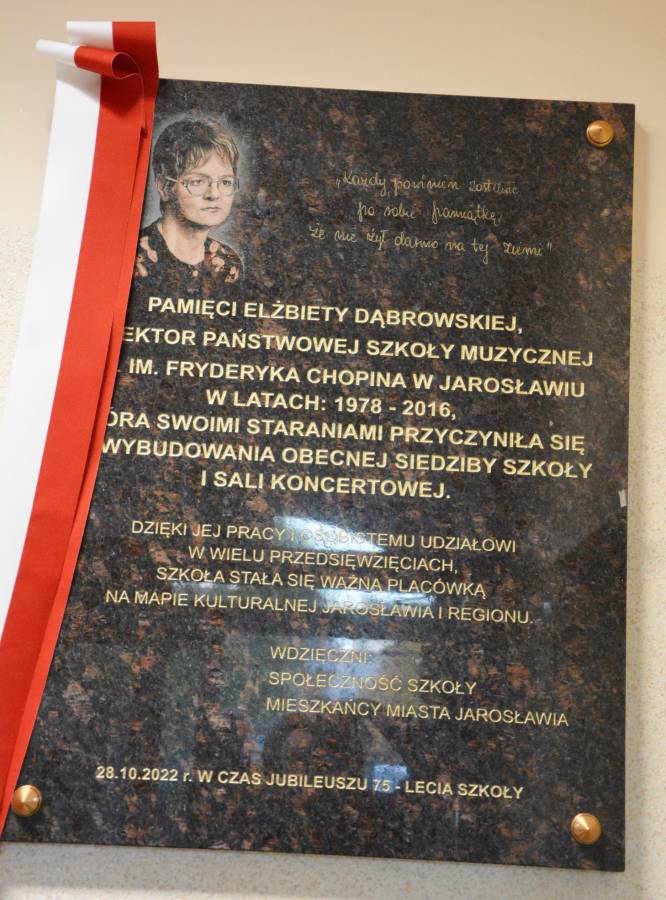 „Każdy powinien zostawić
po sobie pamiątkę,
że nie żył darmo na tej ziemi"
PAMIĘCI ELŻBIETY DĄBROWSKIEJ,
EKTOR PAŃSTWOWEJ SZKOŁY MUZYCZNEJ
. IM. FRYDERYKA CHOPINA W JAROSŁAWIU
W LATACH: 1978 - 2016,
ÓRA SWOIMI STARANIAMI PRZYCZYNIŁA SIĘ
WYBUDOWANIA OBECNEJ SIEDZIBY SZKOŁY
I SALI KONCERTOWEJ.
DZIĘKI JEJ PRACY I OSOBISTEMU UDZIAŁOWI
W WIELU PRZEDSIĘWZIĘCIACH,
SZKOŁA STAŁA SIĘ WAŻNĄ PLACÓWKĄ
NA MAPIE KULTURALNEJ JAROSŁAWIA I REGIONU.
WDZIĘCZNI:
SPOŁECZNOŚĆ SZKOŁY
MIESZKAŃCY MIASTA JAROSŁAWIA
28.10.2022 r. W CZAS JUBILEUSZU 75 - LECIA SZKOŁY